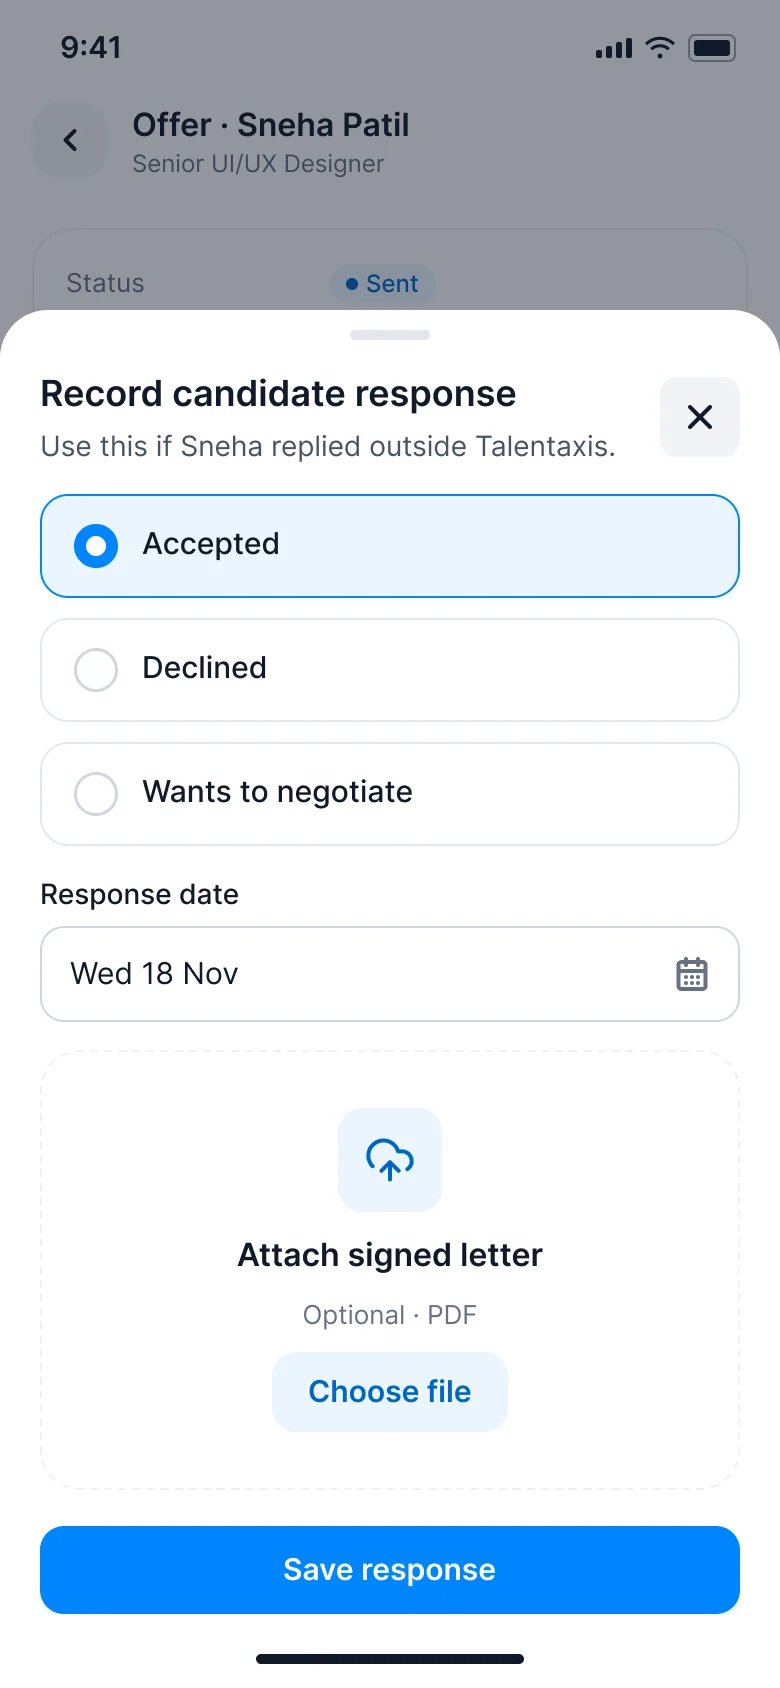 9:41
Offer · Sneha Patil
Senior UI/UX Designer
Status
Sent
Record candidate response
Use this if Sneha replied outside Talentaxis.
Accepted
Declined
Wants to negotiate
Response date
Wed 18 Nov
Attach signed letter
Optional · PDF
Choose file
Save response